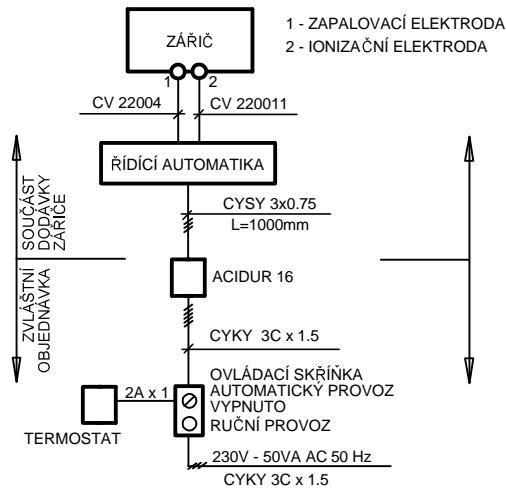 ZÁŘIČ
1 - ZAPALOVACÍ ELEKTRODA
2 - IONIZAČNÍ ELEKTRODA
1
2
CV 22004
CV 220011
ŘÍDÍCÍ AUTOMATIKA
SOUČÁST
DODÁVKY
ZÁŘIČE
CYSY 3x0.75
L=1000mm
ACIDUR 16
ZVLÁŠTNÍ
OBJEDNÁVKA
CYKY 3C x 1.5
OVLÁDACÍ SKŘÍŇKA
AUTOMATICKÝ PROVOZ
VYPNUTO
RUČNÍ PROVOZ
2A x 1
TERMOSTAT
230V - 50VA AC 50 Hz
CYKY 3C x 1.5